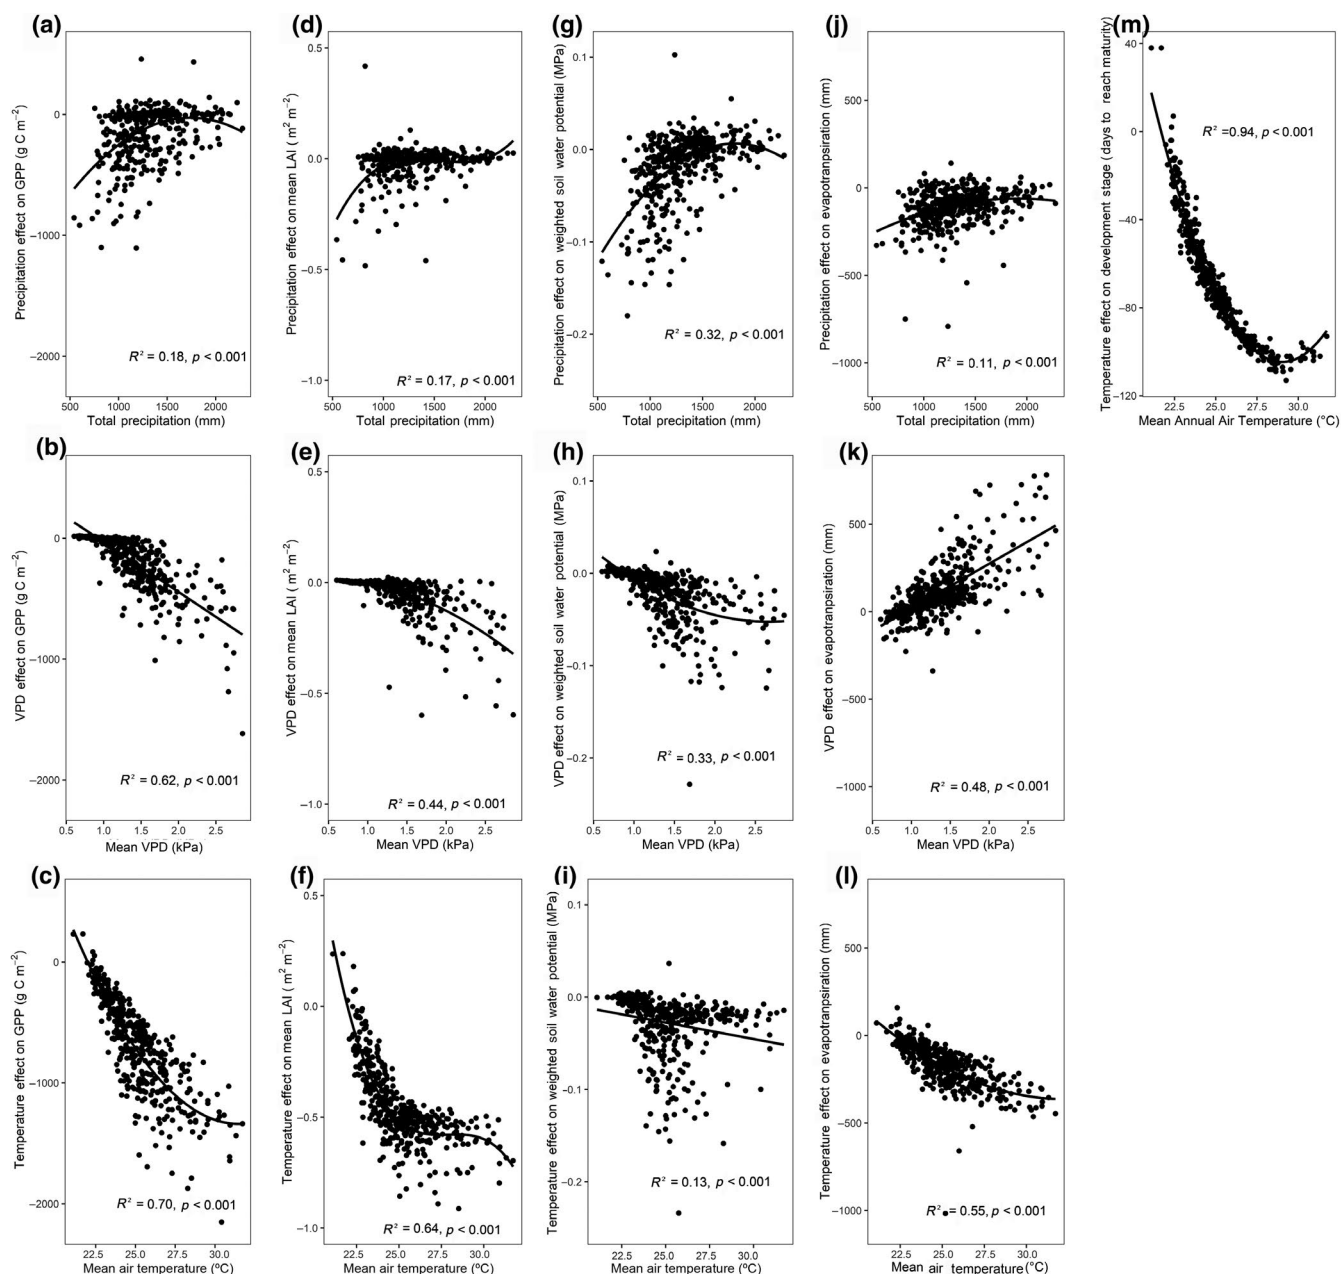 (a)
Precipitation effect on GPP (g C m−2)
0
−1000
−2000
R2 = 0.18, p < 0.001
500 1000 1500 2000
Total precipitation (mm)
(d)
Precipitation effect on mean LAI ( m2 m−2)
0.5
0.0
−0.5
−1.0
R2 = 0.17, p < 0.001
500 1000 1500 2000
Total precipitation (mm)
(g)
Precipitation effect on weighted soil water potential (MPa)
0.1
0.0
−0.1
−0.2
R2 = 0.32, p < 0.001
500 1000 1500 2000
Total precipitation (mm)
(j)
Precipitation effect on evapotranpsiration (mm)
500
0
−500
−1000
R2 = 0.11, p < 0.001
500 1000 1500 2000
Total precipitation (mm)
(m)
Temperature effect on development stage (days to reach maturity)
40
0
−40
−80
−120
R2 =0.94, p <0.001
22.5 25.0 27.5 30.0
Mean Annual Air Temperature (°C)
(b)
VPD effect on GPP (g C m−2)
0
−1000
−2000
R2 = 0.62, p < 0.001
0.5 1.0 1.5 2.0 2.5
Mean VPD (kPa)
(e)
VPD effect on mean LAI ( m2 m−2)
0.5
0.0
−0.5
−1.0
R2 = 0.44, p < 0.001
0.5 1.0 1.5 2.0 2.5
Mean VPD (kPa)
(h)
VPD effect on weighted soil water potential (MPa)
0.1
0.0
−0.1
−0.2
R2 = 0.33, p < 0.001
0.5 1.0 1.5 2.0 2.5
Mean VPD (kPa)
(k)
VPD effect on evapotranpsiration (mm)
500
0
−500
−1000
R2 = 0.48, p < 0.001
0.5 1.0 1.5 2.0 2.5
Mean VPD (kPa)
(c)
Temperature effect on GPP (g C m−2)
0
−1000
−2000
R2 = 0.70, p < 0.001
22.5 25.0 27.5 30.0
Mean air temperature (ºC)
(f)
Temperature effect on mean LAI ( m2 m−2)
0.5
0.0
−0.5
−1.0
R2 = 0.64, p < 0.001
22.5 25.0 27.5 30.0
Mean air temperature (ºC)
(i)
Temperature effect on weighted soil water potential (MPa)
0.1
0.0
−0.1
−0.2
R2 = 0.13, p < 0.001
22.5 25.0 27.5 30.0
Mean air temperature (°C)
(l)
Temperature effect on evapotranpsiration (mm)
500
0
−500
−1000
R2 = 0.55, p < 0.001
22.5 25.0 27.5 30.0
Mean air temperature (°C)